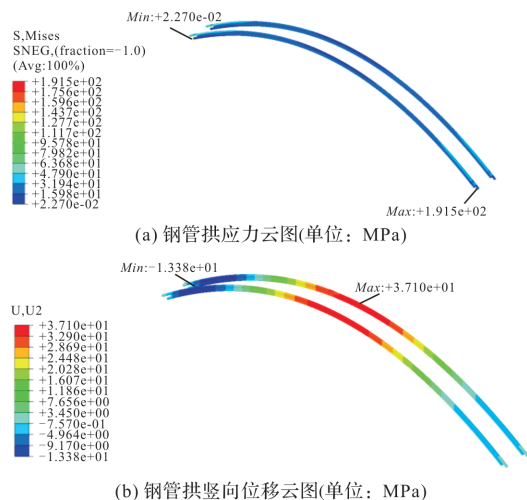 Min:+2.270e-02
S,Mises
SNEG,(fraction=−1.0)
(Avg:100%)
+1.915e+02
+1.756e+02
+1.596e+02
+1.437e+02
+1.277e+02
+1.117e+02
+9.578e+01
+7.982e+01
+6.368e+01
+4.790e+01
+3.194e+01
+1.598e+01
+2.270e-02
Max:+1.915e+02
(a) 钢管拱应力云图(单位：MPa)
Min:−1.338e+01
Max:+3.710e+01
U,U2
+3.710e+01
+3.290e+01
+2.869e+01
+2.448e+01
+2.028e+01
+1.607e+01
+1.186e+01
+7.656e+00
+3.450e+00
-7.570e-01
-4.964e+00
-9.170e+00
-1.338e+01
(b) 钢管拱竖向位移云图(单位：MPa)